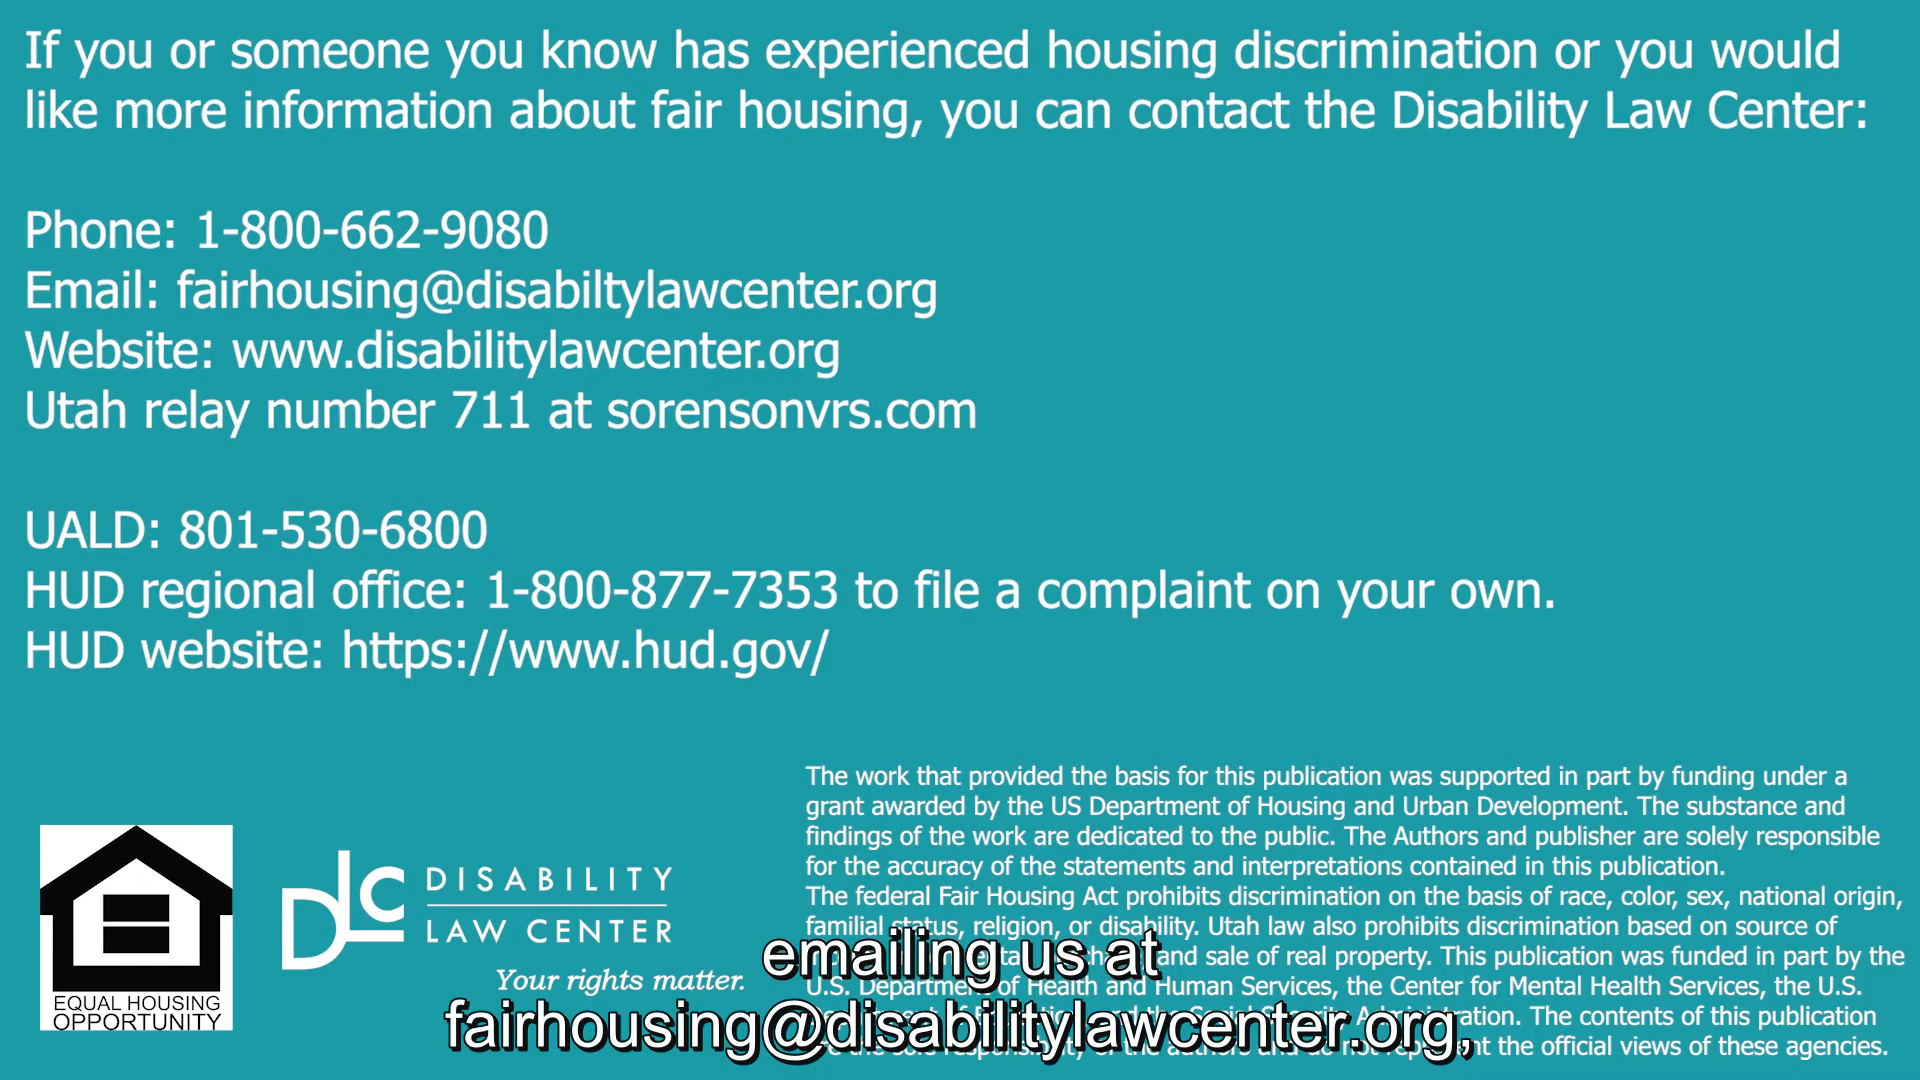 If you or someone you know has experienced housing discrimination or you would
like more information about fair housing, you can contact the Disability Law Center:
Phone: 1-800-662-9080
Email: fairhousing@disabiltylawcenter.org
Website: www.disabilitylawcenter.org
Utah relay number 711 at sorensonvrs.com
UALD: 801-530-6800
HUD regional office: 1-800-877-7353 to file a complaint on your own.
HUD website: https://www.hud.gov/
EQUAL HOUSING
OPPORTUNITY
DLC
DISABILITY
LAW CENTER
Your rights matter.
The work that provided the basis for this publication was supported in part by funding under a
grant awarded by the US Department of Housing and Urban Development. The substance and
findings of the work are dedicated to the public. The Authors and publisher are solely responsible
for the accuracy of the statements and interpretations contained in this publication.
The federal Fair Housing Act prohibits discrimination on the basis of race, color, sex, national origin,
familial status, religion, or disability. Utah law also prohibits discrimination based on source of
and sale of real property. This publication was funded in part by the
U.S. Department of Health and Human Services, the Center for Mental Health Services, the U.S.
the Social Security Administration. The contents of this publication
the authors and do not represent the official views of these agencies.
emailing us at
fairhousing@disabilitylawcenter.org,